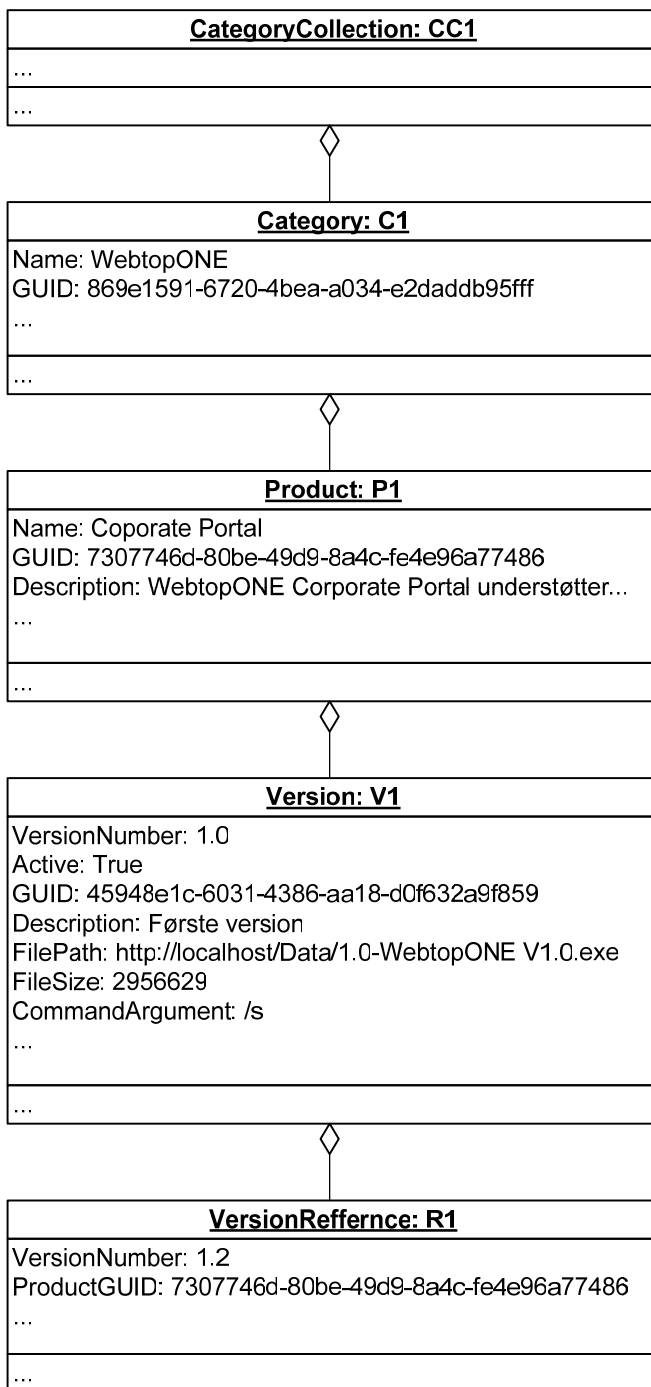 CategoryCollection: CC1
...
...
Category: C1
Name: WebtopONE
GUID: 869e1591-6720-4bea-a034-e2daddb95fff
...
...
Product: P1
Name: Coporate Portal
GUID: 7307746d-80be-49d9-8a4c-fe4e96a77486
Description: WebtopONE Corporate Portal understøtter...
...
...
Version: V1
VersionNumber: 1.0
Active: True
GUID: 45948e1c-6031-4386-aa18-d0f632a9f859
Description: Første version
FilePath: http://localhost/Data/1.0-WebtopONE V1.0.exe
FileSize: 2956629
CommandArgument: /s
...
...
VersionReffernce: R1
VersionNumber: 1.2
ProductGUID: 7307746d-80be-49d9-8a4c-fe4e96a77486
...
...